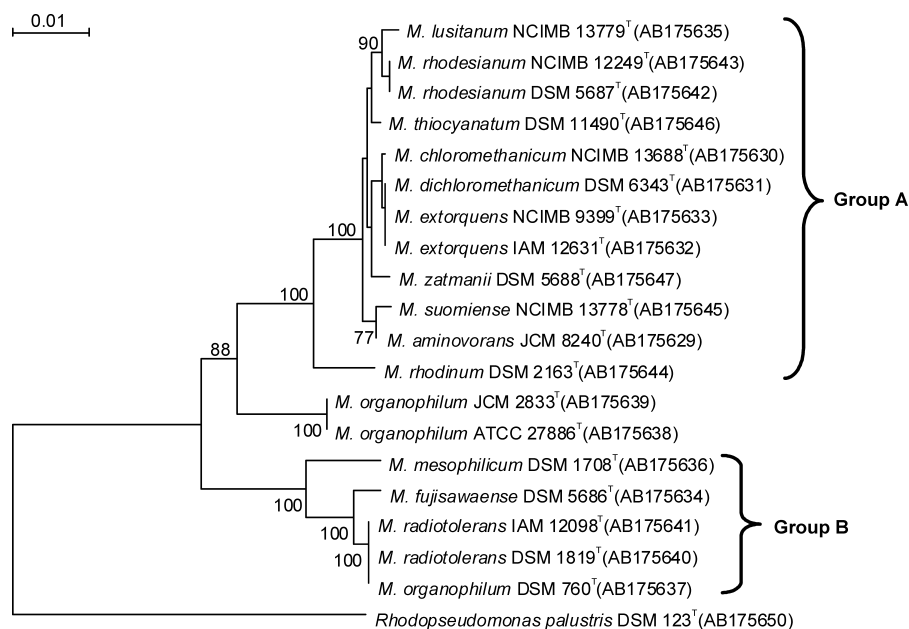 0.01
90
M. lusitanum NCIMB 13779T(AB175635)
M. rhodesianum NCIMB 12249T(AB175643)
M. rhodesianum DSM 5687T(AB175642)
M. thiocyanatum DSM 11490T(AB175646)
M. chloromethanicum NCIMB 13688T(AB175630)
M. dichloromethanicum DSM 6343T(AB175631)
Group A
M. extorquens NCIMB 9399T(AB175633)
100
M. extorquens IAM 12631T(AB175632)
M. zatmanii DSM 5688T(AB175647)
100
M. suomiense NCIMB 13778T(AB175645)
77
M. aminovorans JCM 8240T(AB175629)
88
M. rhodinum DSM 2163T(AB175644)
M. organophilum JCM 2833T(AB175639)
100
M. organophilum ATCC 27886T(AB175638)
M. mesophilicum DSM 1708T(AB175636)
100
M. fujisawaense DSM 5686T(AB175634)
100
M. radiotolerans IAM 12098T(AB175641)
Group B
100
M. radiotolerans DSM 1819T(AB175640)
M. organophilum DSM 760T(AB175637)
Rhodopseudomonas palustris DSM 123T(AB175650)